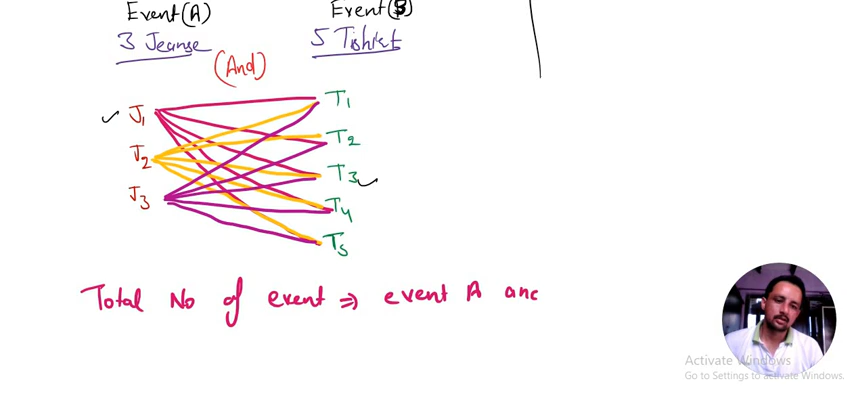 Event(A) Event(B)
3 Jeanse 5 Tishirt
(And)
J1 T1
J2 T2
J3 T3
T4
T5
Total No of event ⇒ event A anc
Activate Windows
Go to Settings to activate Windows.